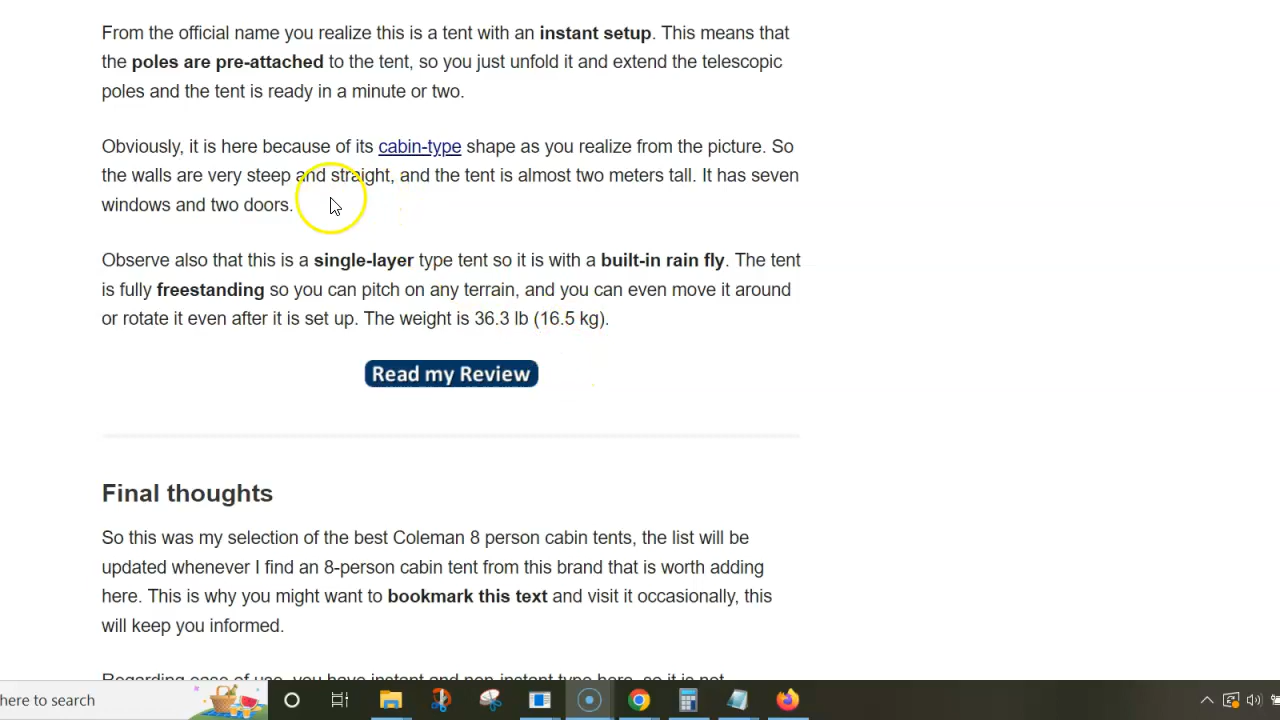 From the official name you realize this is a tent with an instant setup. This means that
the poles are pre-attached to the tent, so you just unfold it and extend the telescopic
poles and the tent is ready in a minute or two.
Obviously, it is here because of its cabin-type shape as you realize from the picture. So
the walls are very steep and straight, and the tent is almost two meters tall. It has seven
windows and two doors.
Observe also that this is a single-layer type tent so it is with a built-in rain fly. The tent
is fully freestanding so you can pitch on any terrain, and you can even move it around
or rotate it even after it is set up. The weight is 36.3 lb (16.5 kg).
Read my Review
Final thoughts
So this was my selection of the best Coleman 8 person cabin tents, the list will be
updated whenever I find an 8-person cabin tent from this brand that is worth adding
here. This is why you might want to bookmark this text and visit it occasionally, this
will keep you informed.
Regarding ease of use, you have instant and non-instant type here, so it is not
here to search